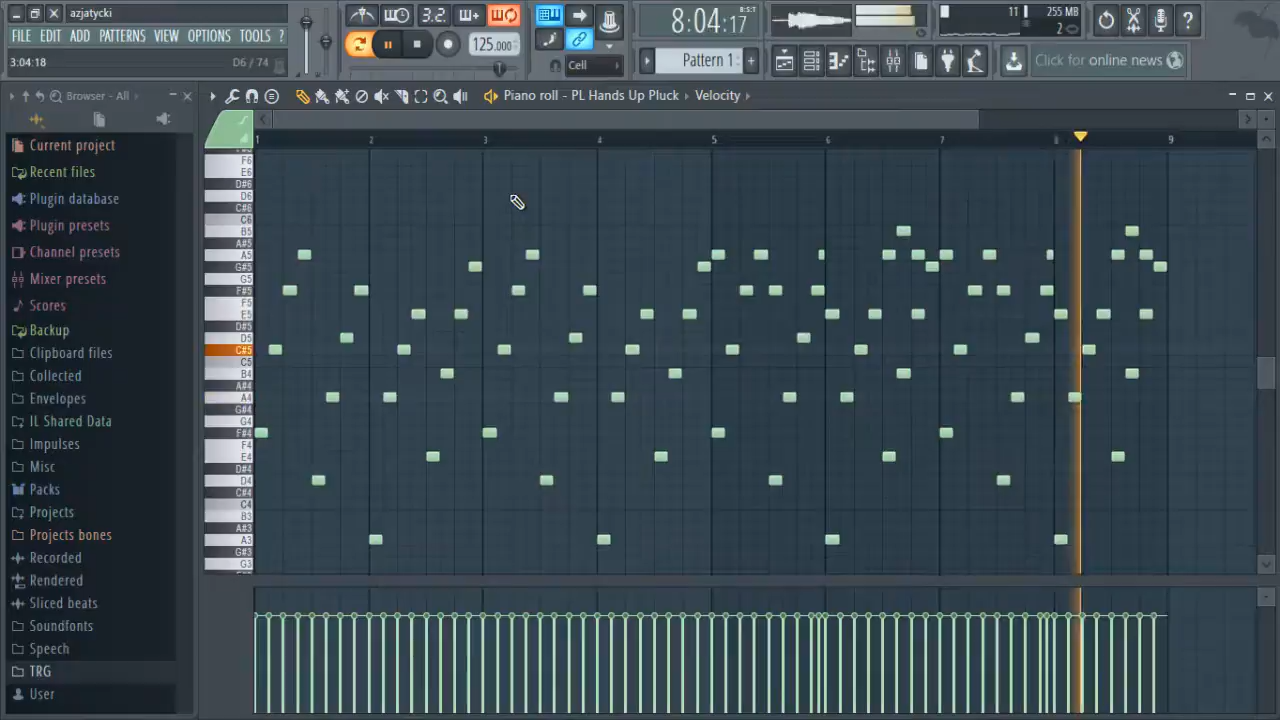 azjatycki
FILE EDIT ADD PATTERNS VIEW OPTIONS TOOLS ?
3:04:18 D6 / 74
3.2.
125.000
8:04:17
B:S:T
Cell
Pattern 1
11 255 MB
2
Click for online news
Browser - All
Piano roll - PL Hands Up Pluck Velocity
Current project
Recent files
Plugin database
Plugin presets
Channel presets
Mixer presets
Scores
Backup
Clipboard files
Collected
Envelopes
IL Shared Data
Impulses
Misc
Packs
Projects
Projects bones
Recorded
Rendered
Sliced beats
Soundfonts
Speech
TRG
User
1 2 3 4 5 6 7 8 9
F6
E6
D#6
D6
C#6
C6
B5
A#5
A5
G#5
G5
F#5
F5
E5
D#5
D5
C#5
C5
B4
A#4
A4
G#4
G4
F#4
F4
E4
D#4
D4
C#4
C4
B3
A#3
A3
G#3
G3